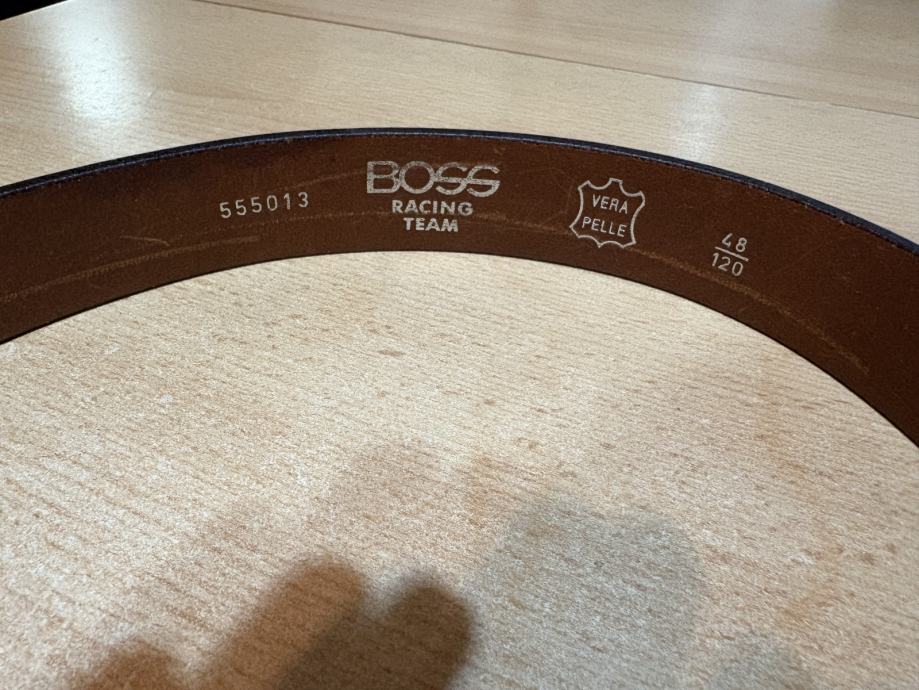 555013
BOSS
RACING
TEAM
VERA
PELLE
48
120